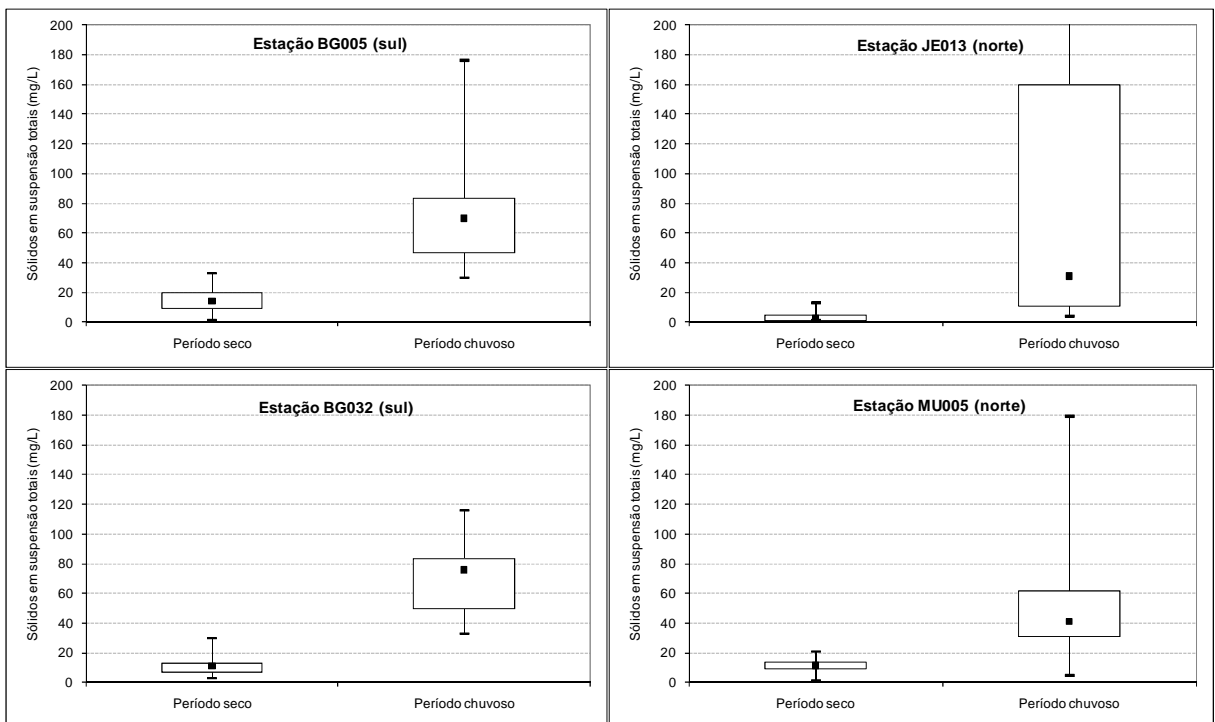 Estação BG005 (sul)
Sólidos em suspensão totais (mg/L)
200
180
160
140
120
100
80
60
40
20
0
Período seco
Período chuvoso
Estação JE013 (norte)
Sólidos em suspensão totais (mg/L)
200
180
160
140
120
100
80
60
40
20
0
Período seco
Período chuvoso
Estação BG032 (sul)
Sólidos em suspensão totais (mg/L)
200
180
160
140
120
100
80
60
40
20
0
Período seco
Período chuvoso
Estação MU005 (norte)
Sólidos em suspensão totais (mg/L)
200
180
160
140
120
100
80
60
40
20
0
Período seco
Período chuvoso